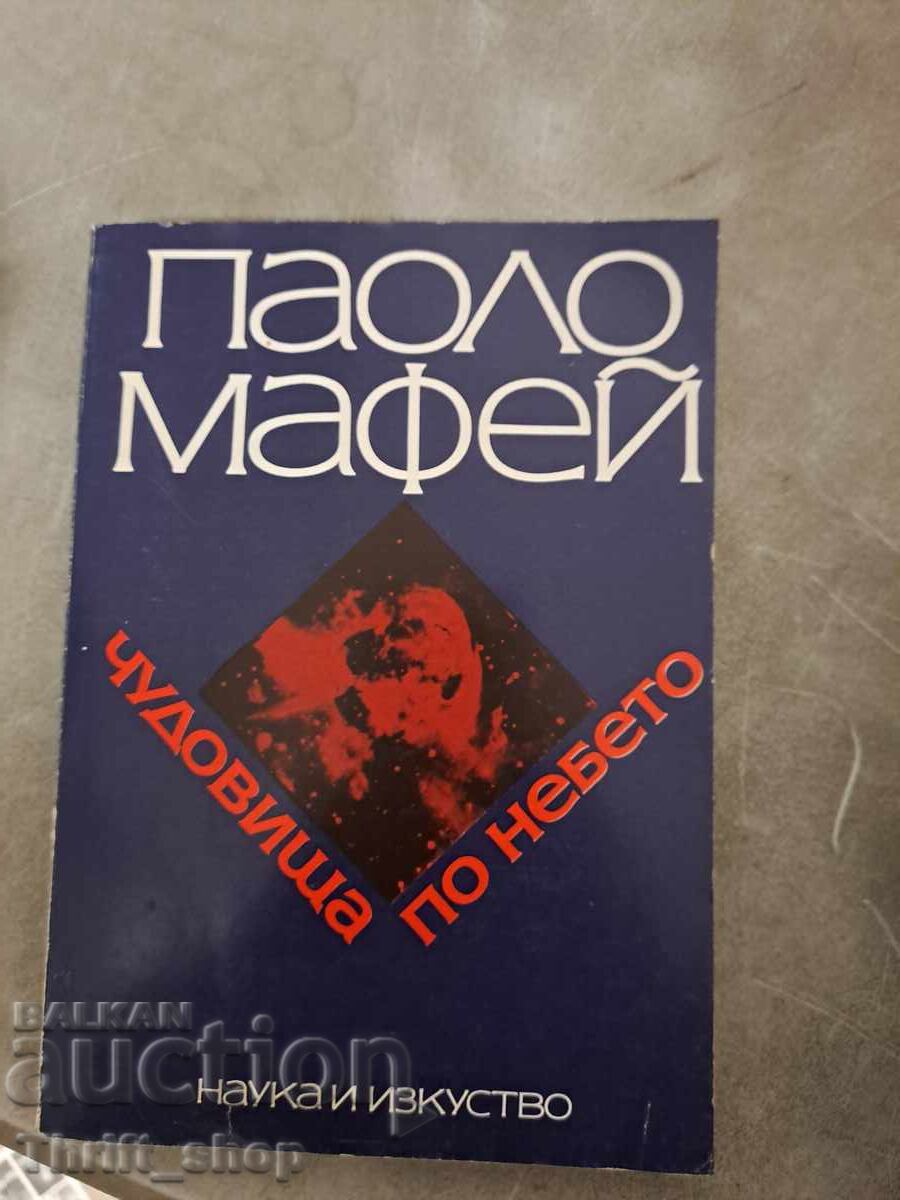 ПАОЛО
МАФЕЙ
ЧУДОВИЩА
ПО НЕБЕТО
НАУКА И ИЗКУСТВО
BALKAN
auction
Thrift_shop